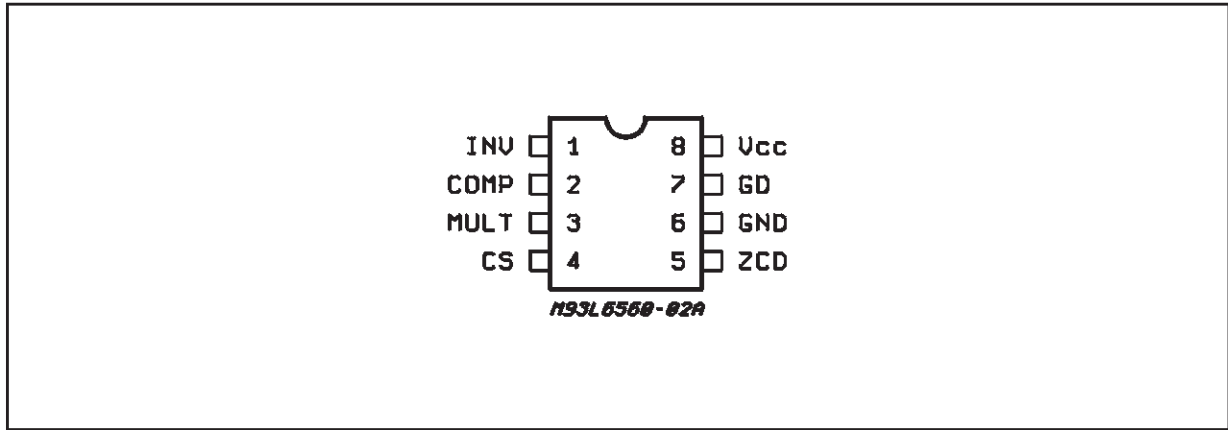 INV 1 8 Vcc
COMP 2 7 GD
MULT 3 6 GND
CS 4 5 ZCD
M93L6560-02A